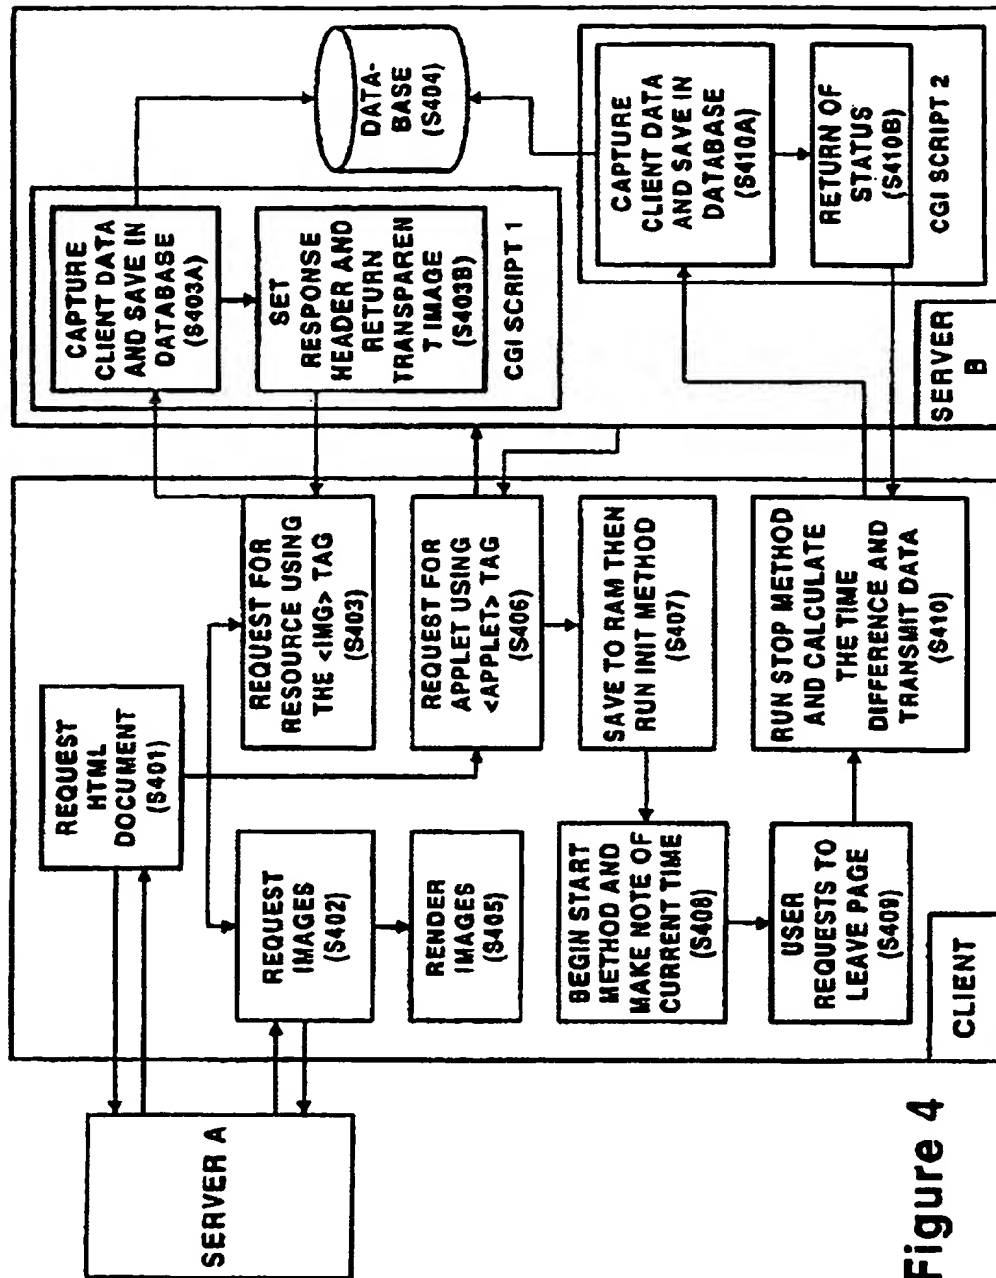 SERVER A
REQUEST
HTML
DOCUMENT
(S401)
REQUEST
IMAGES
(S402)
RENDER
IMAGES
(S405)
REQUEST FOR
RESOURCE USING
THE <IMG> TAG
(S403)
REQUEST FOR
APPLET USING
<APPLET> TAG
(S406)
SAVE TO RAM THEN
RUN INIT METHOD
(S407)
BEGIN START
METHOD AND
MAKE NOTE OF
CURRENT TIME
(S408)
USER
REQUESTS TO
LEAVE PAGE
(S409)
RUN STOP METHOD
AND CALCULATE
THE TIME
DIFFERENCE AND
TRANSMIT DATA
(S410)
CLIENT
CAPTURE
CLIENT DATA
AND SAVE IN
DATABASE
(S403A)
SET
RESPONSE
HEADER AND
RETURN
TRANSPAREN
T IMAGE
(S403B)
CGI SCRIPT 1
DATA-
BASE
(S404)
CAPTURE
CLIENT DATA
AND SAVE IN
DATABASE
(S410A)
RETURN OF
STATUS
(S410B)
CGI SCRIPT 2
SERVER
B
Figure 4